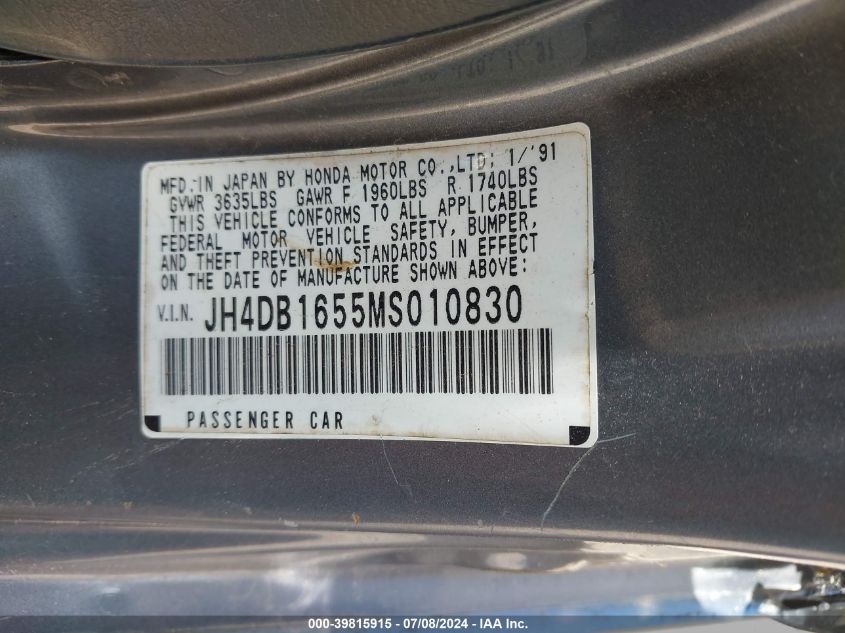 MFD. IN JAPAN BY HONDA MOTOR CO.,LTD; 1/'91
GVWR 3635LBS GAWR F 1960LBS R 1740LBS
THIS VEHICLE CONFORMS TO ALL APPLICABLE
FEDERAL MOTOR VEHICLE SAFETY, BUMPER,
AND THEFT PREVENTION STANDARDS IN EFFECT
ON THE DATE OF MANUFACTURE SHOWN ABOVE:
V.I.N. JH4DB1655MS010830
PASSENGER CAR
000-39815915 - 07/08/2024 - IAA Inc.